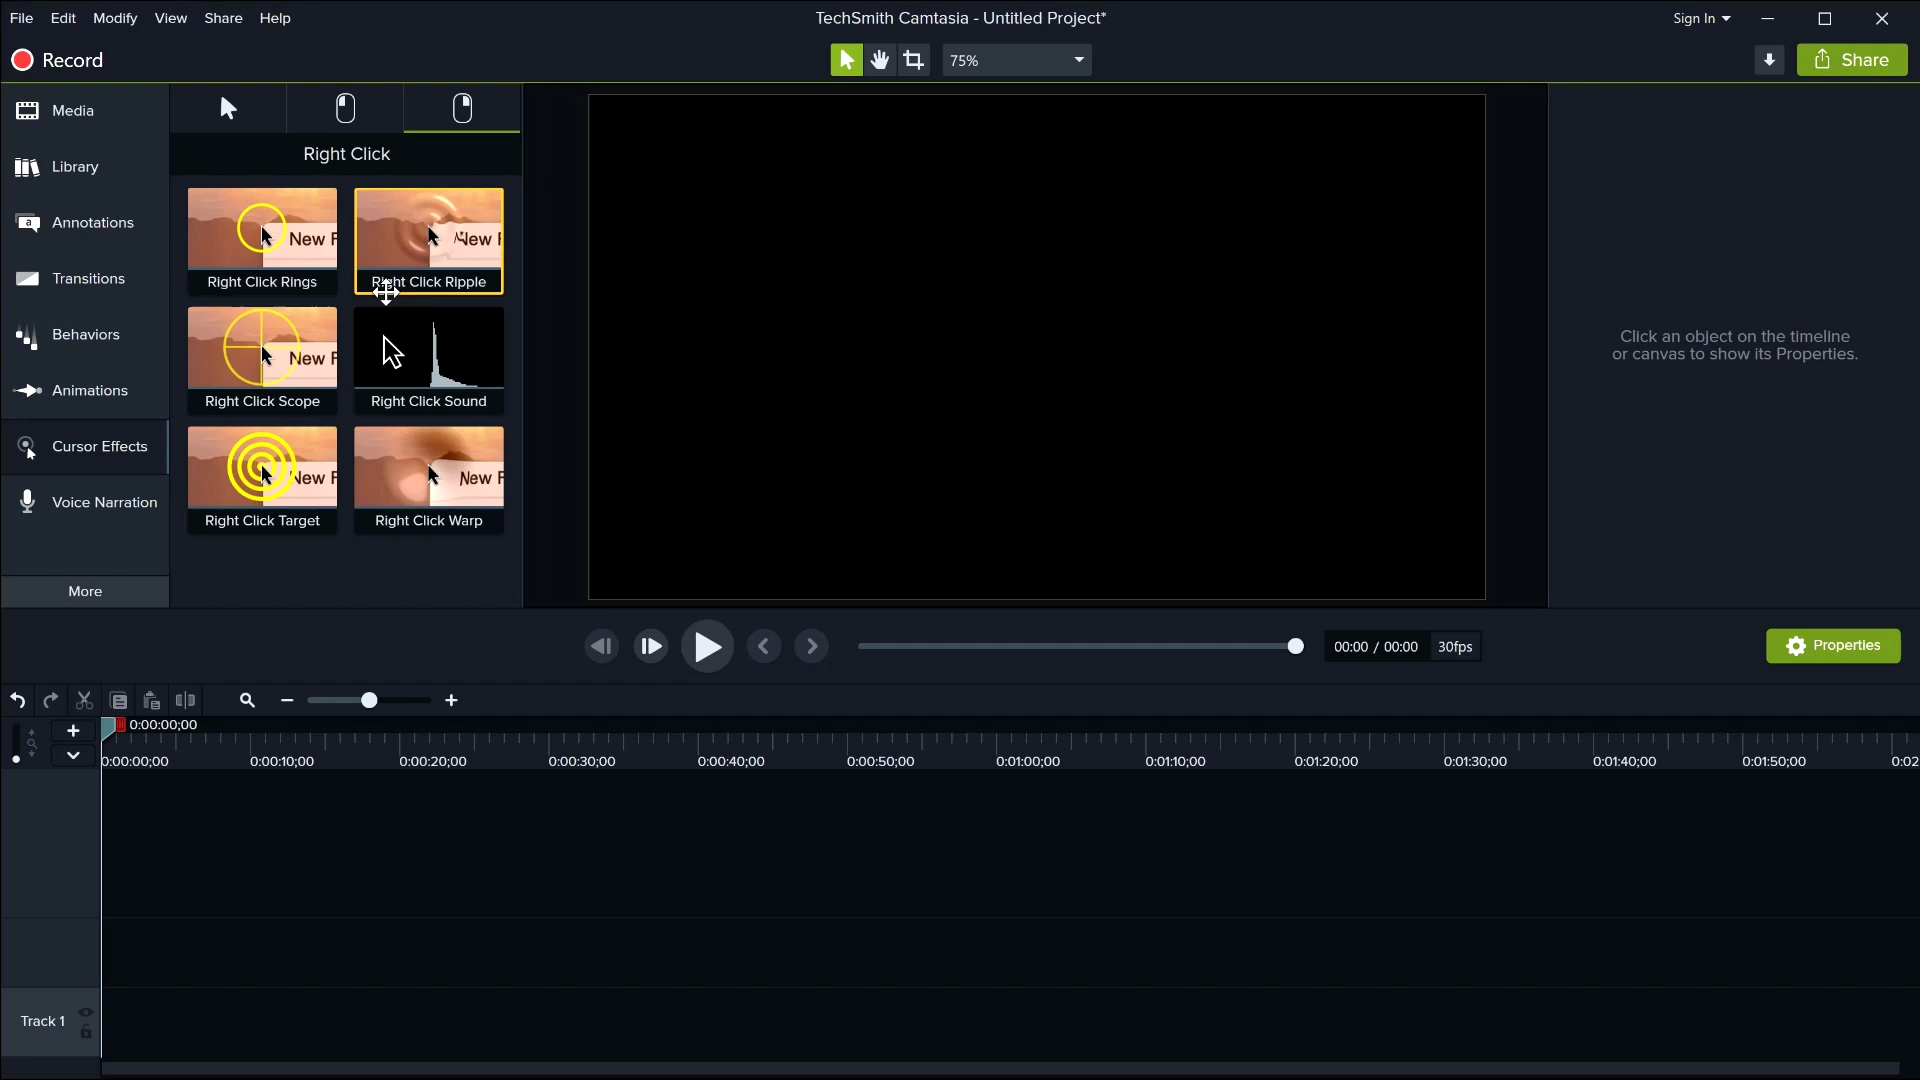 File Edit Modify View Share Help
TechSmith Camtasia - Untitled Project*
Sign In
Record
75%
Share
Media
Library
Annotations
Transitions
Behaviors
Animations
Cursor Effects
Voice Narration
More
Right Click
New F
Right Click Rings
New F
Right Click Ripple
New F
Right Click Scope
Right Click Sound
New F
Right Click Target
New F
Right Click Warp
Click an object on the timeline
or canvas to show its Properties.
00:00 / 00:00 30fps
Properties
0:00:00;00
0:00:00;00 0:00:10;00 0:00:20;00 0:00:30;00 0:00:40;00 0:00:50;00 0:01:00;00 0:01:10;00 0:01:20;00 0:01:30;00 0:01:40;00 0:01:50;00 0:02
Track 1